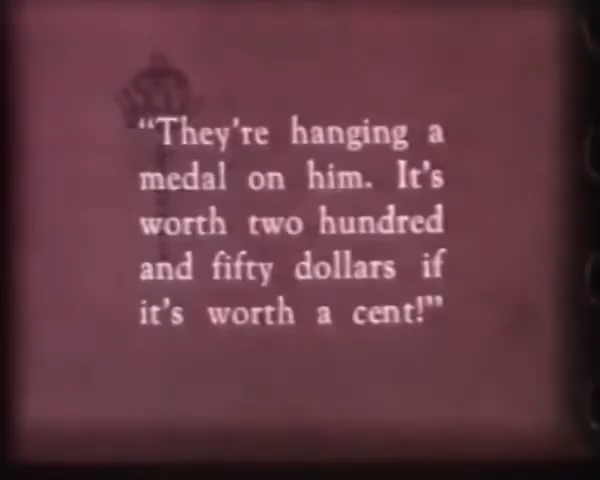 “They’re hanging a
medal on him. It’s
worth two hundred
and fifty dollars if
it’s worth a cent!”